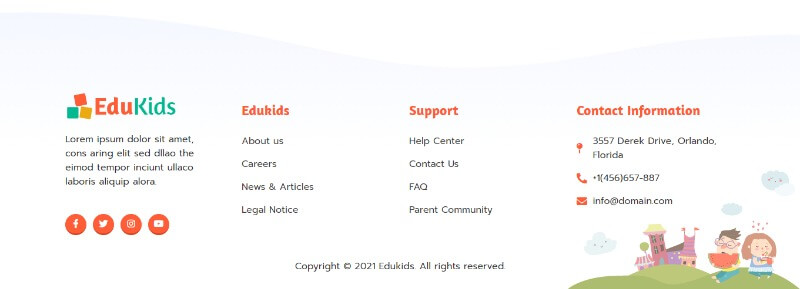 EduKids
Lorem ipsum dolor sit amet,
cons aring elit sed dllao the
eimod tempor inciunt ullaco
laboris aliquip alora.
Edukids
About us
Careers
News & Articles
Legal Notice
Support
Help Center
Contact Us
FAQ
Parent Community
Contact Information
3557 Derek Drive, Orlando,
Florida
+1(456)657-887
info@domain.com
Copyright © 2021 Edukids. All rights reserved.